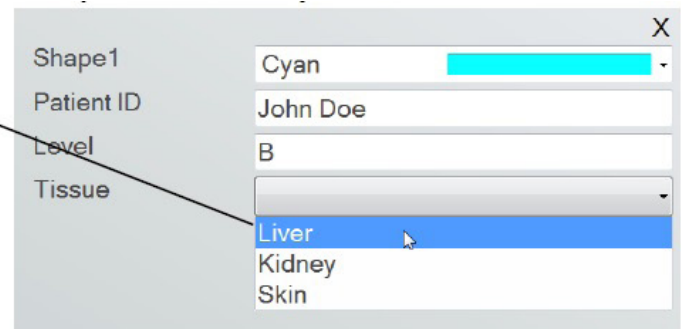 X
Shape1 Cyan
Patient ID John Doe
Level B
Tissue
Liver
Kidney
Skin